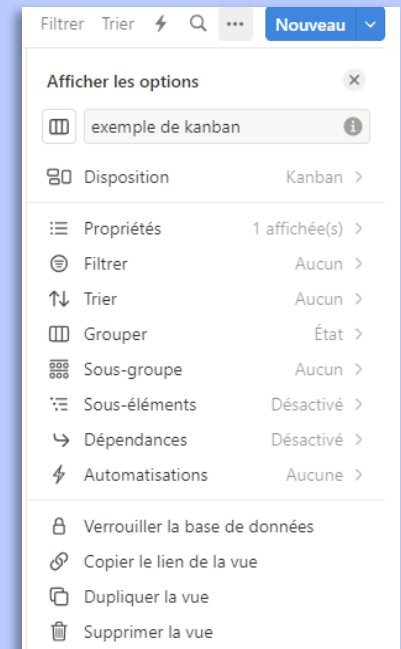 Filtrer Trier Nouveau
Afficher les options
exemple de kanban
Disposition Kanban
Propriétés 1 affichée(s)
Filtrer Aucun
Trier Aucun
Grouper État
Sous-groupe Aucun
Sous-éléments Désactivé
Dépendances Désactivé
Automatisations Aucune
Verrouiller la base de données
Copier le lien de la vue
Dupliquer la vue
Supprimer la vue